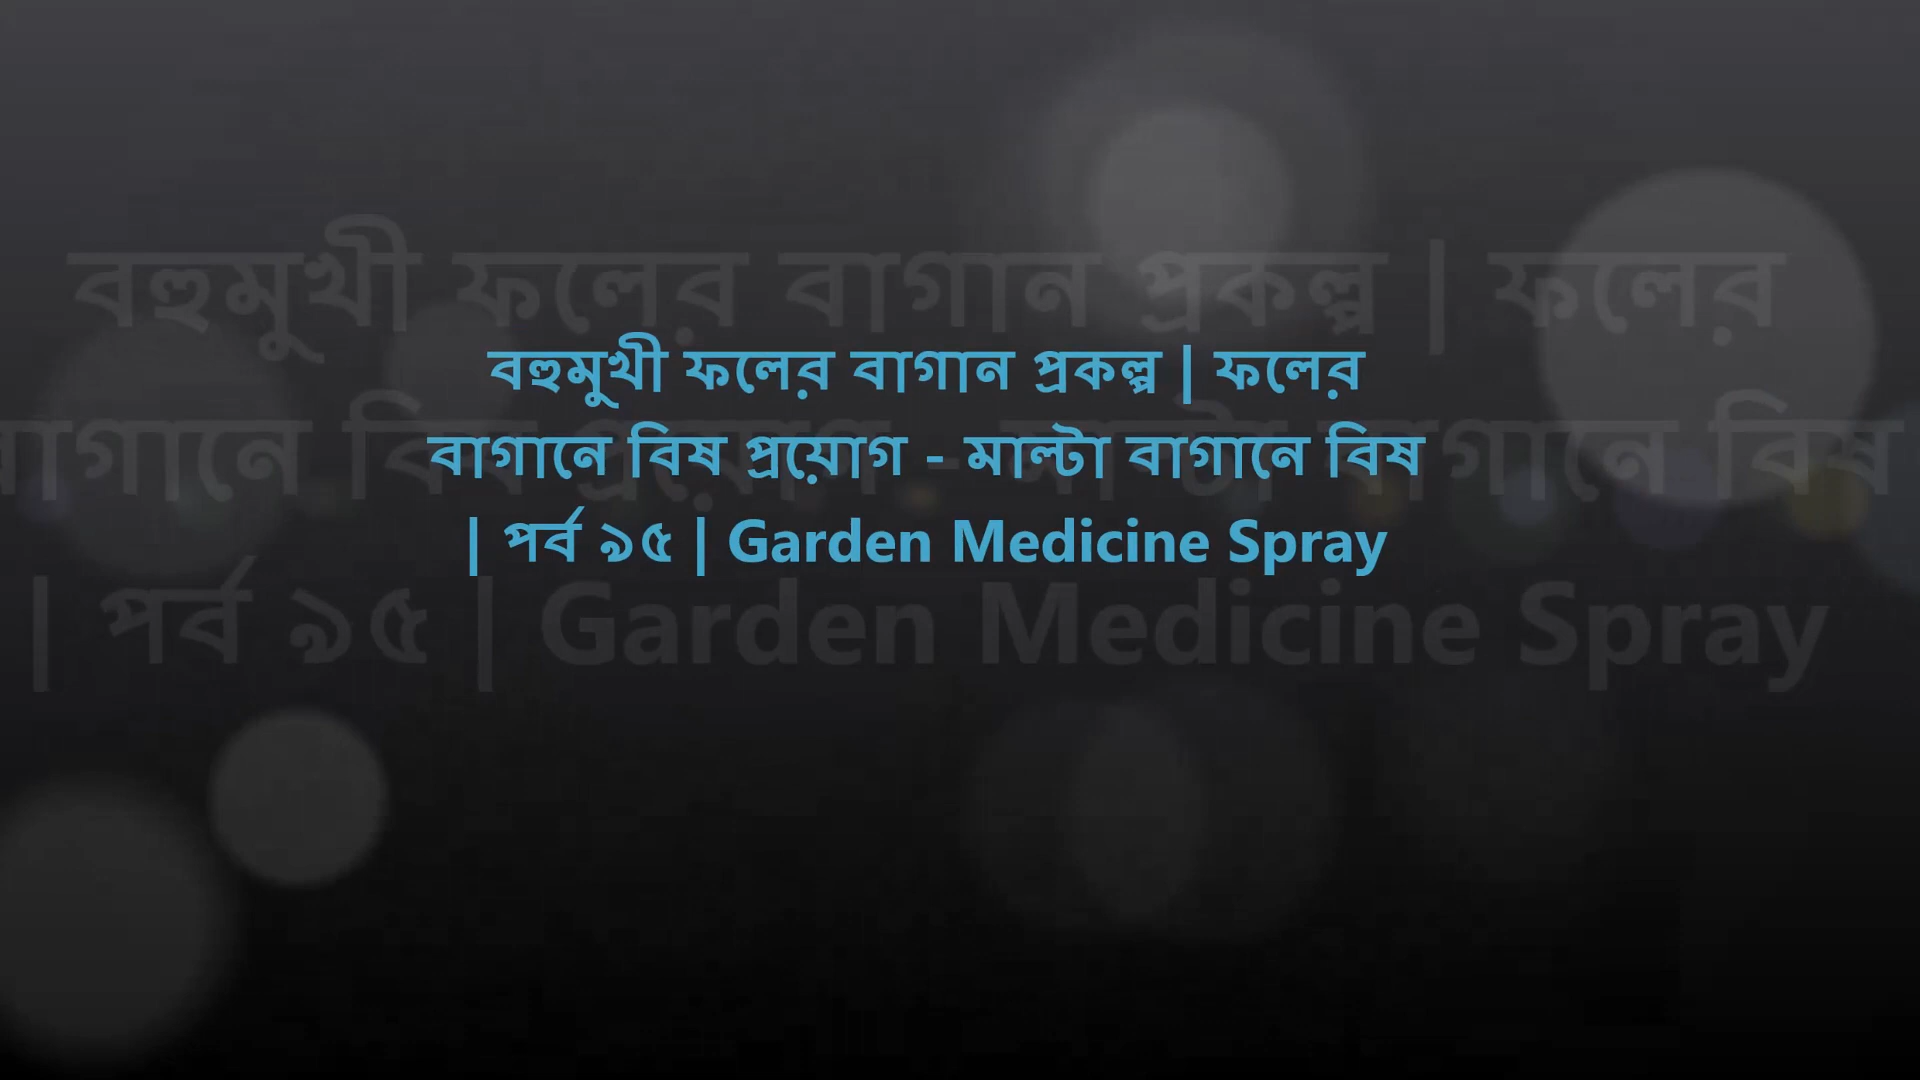 বহুমুখী ফলের বাগান প্রকল্প | ফলের
বাগানে বিষ প্রয়োগ - মাল্টা বাগানে বিষ
| পর্ব ৯৫ | Garden Medicine Spray